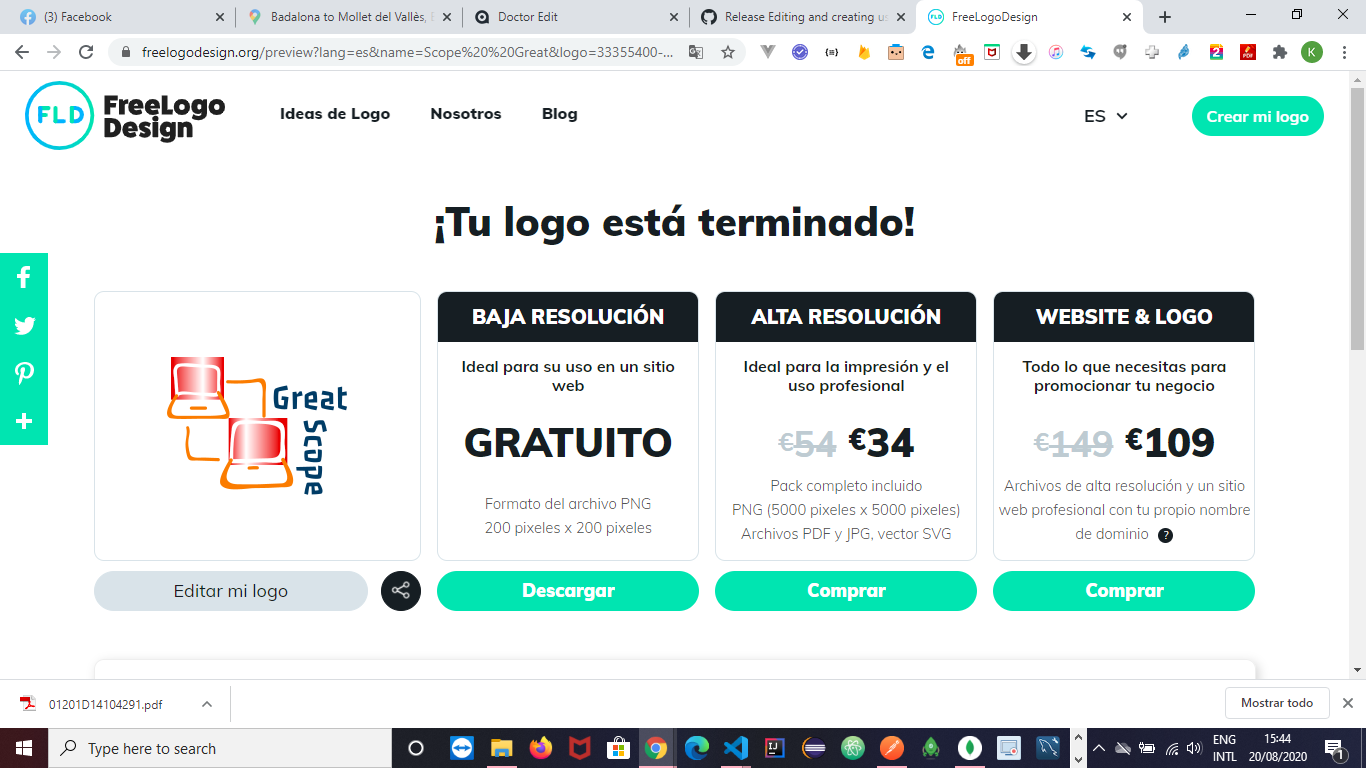 (3) Facebook
Badalona to Mollet del Vallès,
Doctor Edit
Release Editing and creating
FreeLogoDesign
freelogodesign.org/preview?lang=es&name=Scope%20%20Great&logo=33355400-...
off
K
FLD
FreeLogo
Design
Ideas de Logo
Nosotros
Blog
ES
Crear mi logo
¡Tu logo está terminado!
Great
Scope
Editar mi logo
BAJA RESOLUCIÓN
Ideal para su uso en un sitio
web
GRATUITO
Formato del archivo PNG
200 pixeles x 200 pixeles
Descargar
ALTA RESOLUCIÓN
Ideal para la impresión y el
uso profesional
€54 €34
Pack completo incluido
PNG (5000 pixeles x 5000 pixeles)
Archivos PDF y JPG, vector SVG
Comprar
WEBSITE & LOGO
Todo lo que necesitas para
promocionar tu negocio
€149 €109
Archivos de alta resolución y un sitio
web profesional con tu propio nombre
de dominio ?
Comprar
01201D14104291.pdf
Mostrar todo
Type here to search
ENG
INTL
15:44
20/08/2020
1